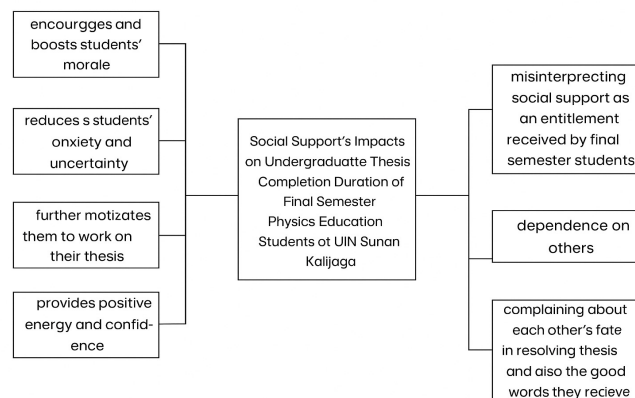 encourgges and
boosts students'
morale
reduces s students'
onxiety and
uncertainty
further motizates
them to work on
their thesis
provides positive
energy and confid-
ence
Social Support's Impacts
on Undergraduatte Thesis
Completion Duration of
Final Semester
Physics Education
Students ot UIN Sunan
Kalijaga
misinterprecting
social support as
an entitlement
received by final
semester students
dependence on
others
complaining about
each other's fate
in resolving thesis
and aiso the good
words they recieve